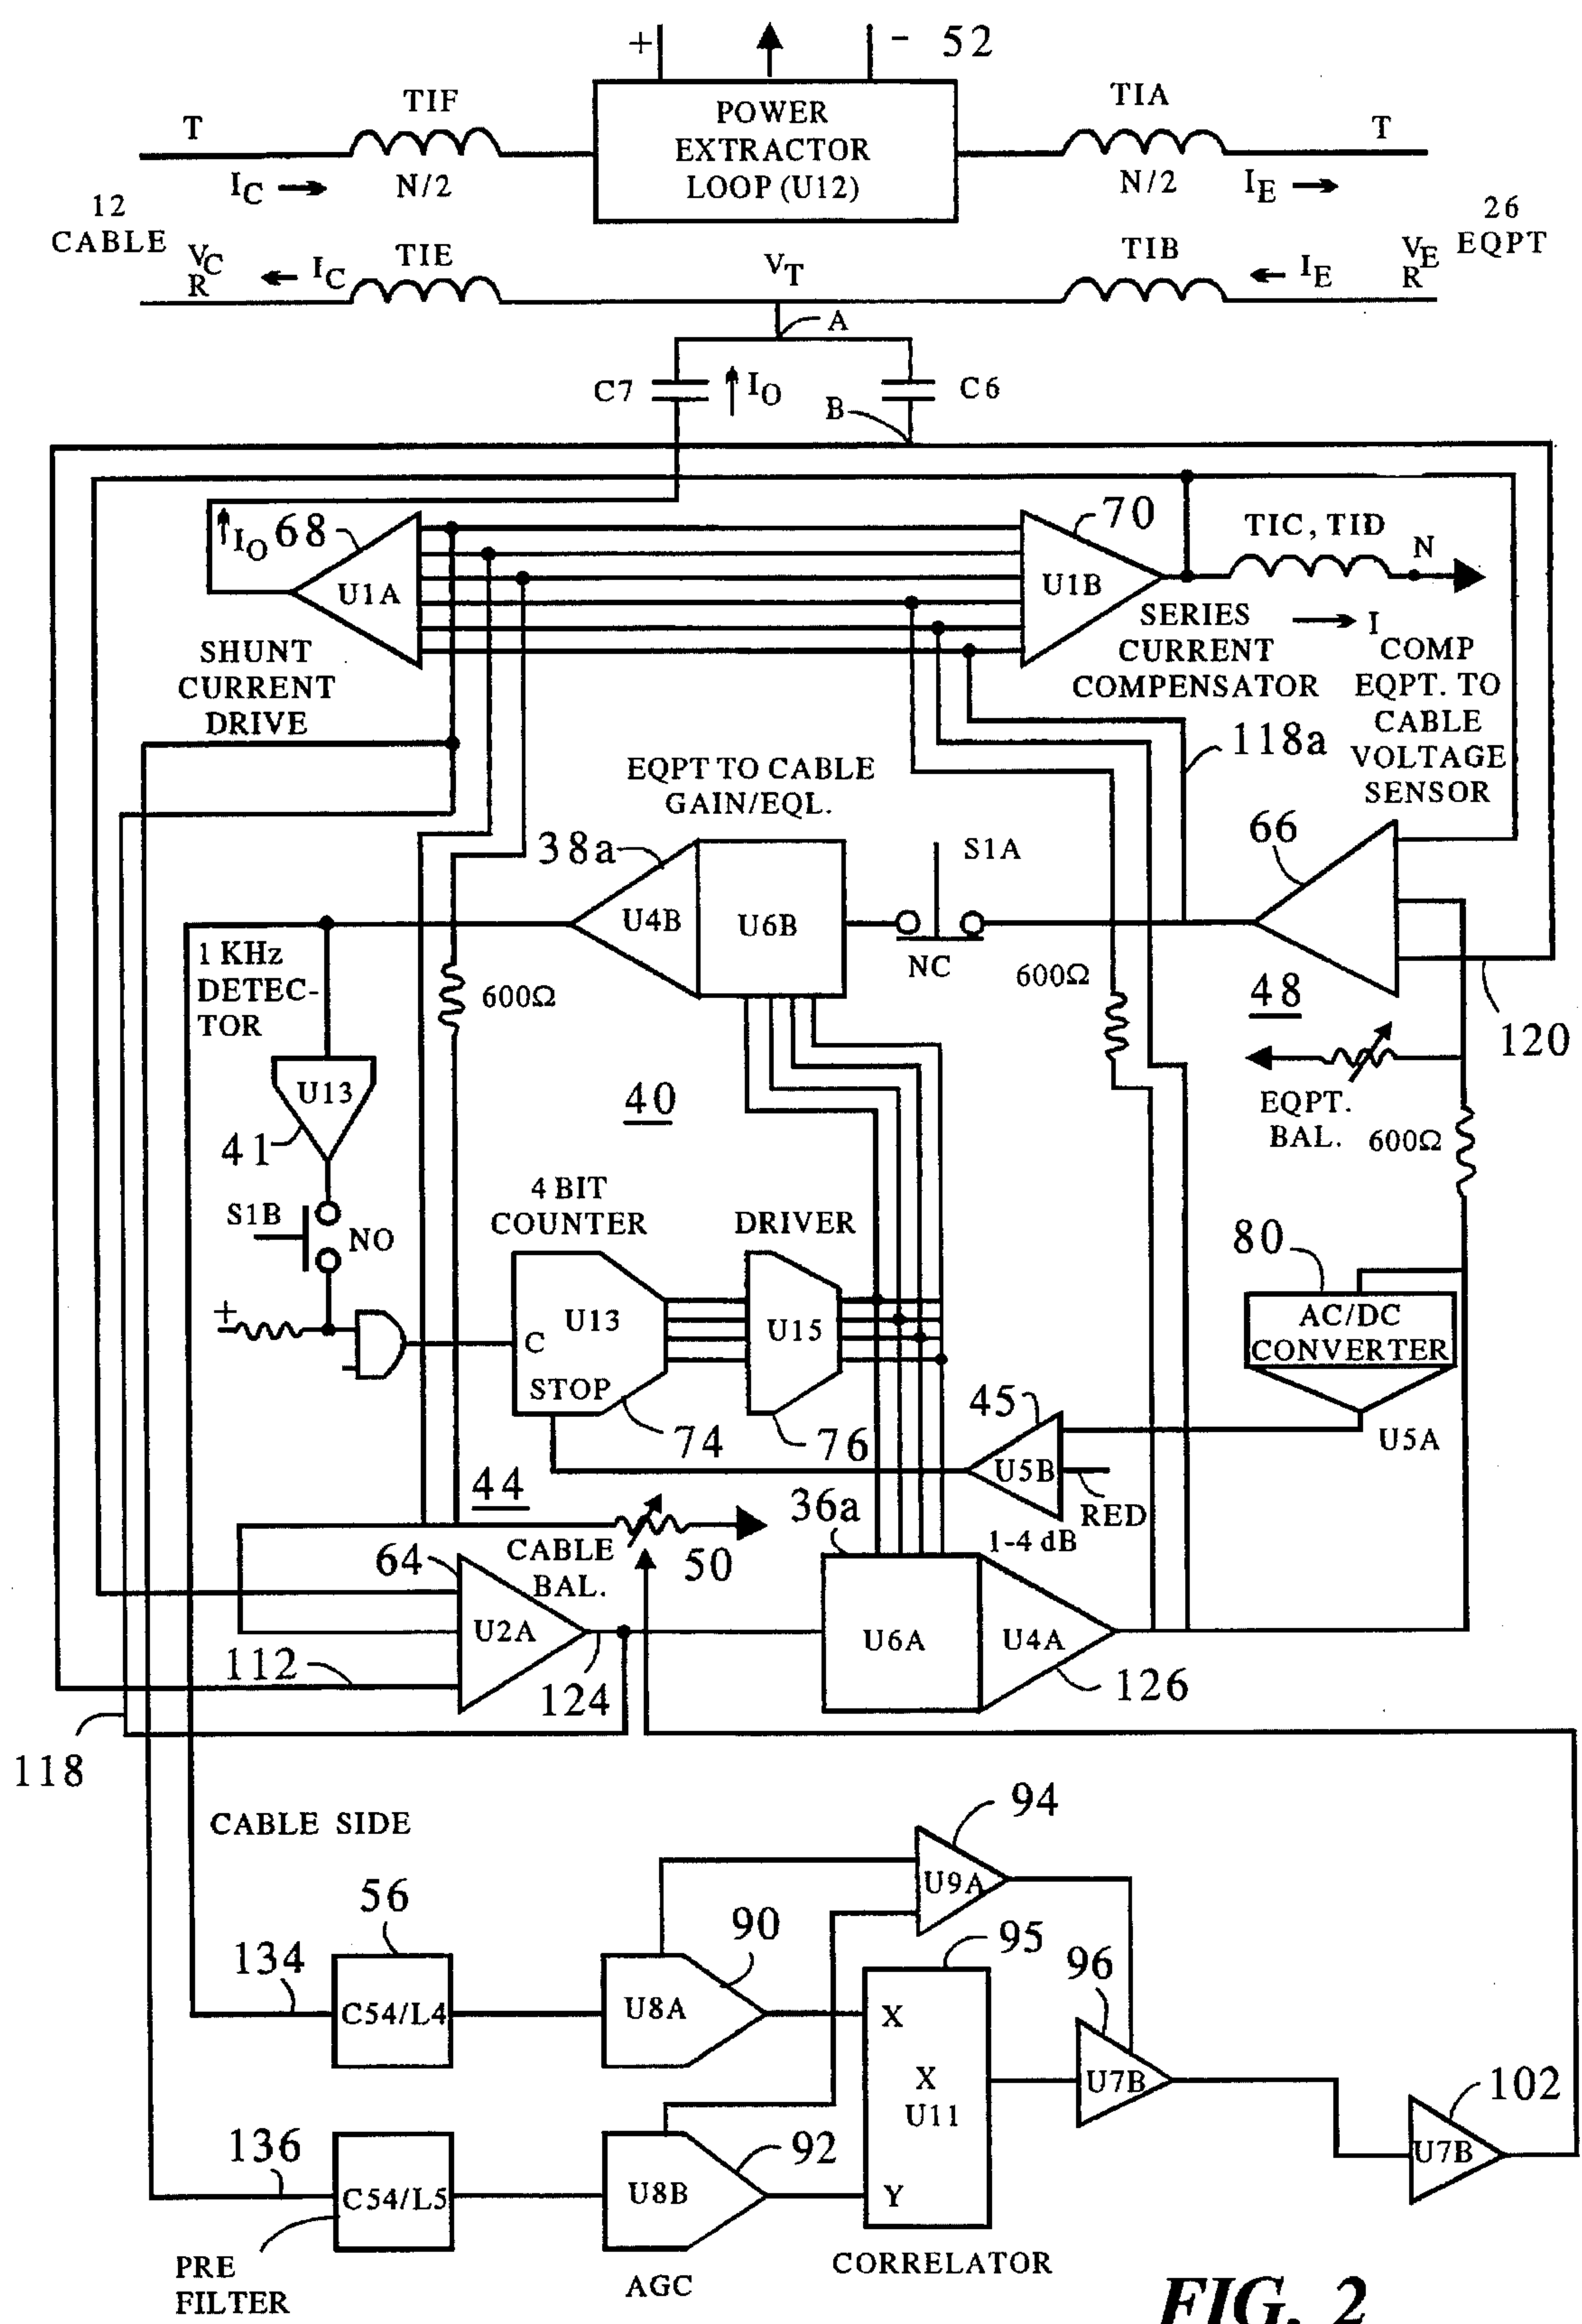 + - 52
TIF
POWER
EXTRACTOR
LOOP (U12)
TIA
T
T
IC
N/2
N/2
IE
12
CABLE
26
EQPT
VC
R
IC
TIE
VT
TIB
IE
VE
R
A
C7
IO
C6
B
IO
68
U1A
70
U1B
TIC, TID
N
SHUNT
CURRENT
DRIVE
SERIES
CURRENT
COMPENSATOR
I
COMP
EQPT. TO
CABLE
VOLTAGE
SENSOR
118a
EQPT TO CABLE
GAIN/EQL.
38a
U4B
U6B
S1A
NC
66
1 KHz
DETEC-
TOR
600Ω
600Ω
48
120
U13
41
40
EQPT.
BAL.
600Ω
S1B
NO
4 BIT
COUNTER
DRIVER
80
+
C
U13
STOP
U15
AC/DC
CONVERTER
U5A
74
76
45
U5B
RED
44
36a
1-4 dB
CABLE
BAL.
50
64
U2A
U6A
U4A
112
124
126
118
CABLE SIDE
94
U9A
56
134
C54/L4
90
U8A
95
96
X
X
U11
Y
U7B
102
U7B
136
C54/L5
92
U8B
PRE
FILTER
AGC
CORRELATOR
FIG. 2